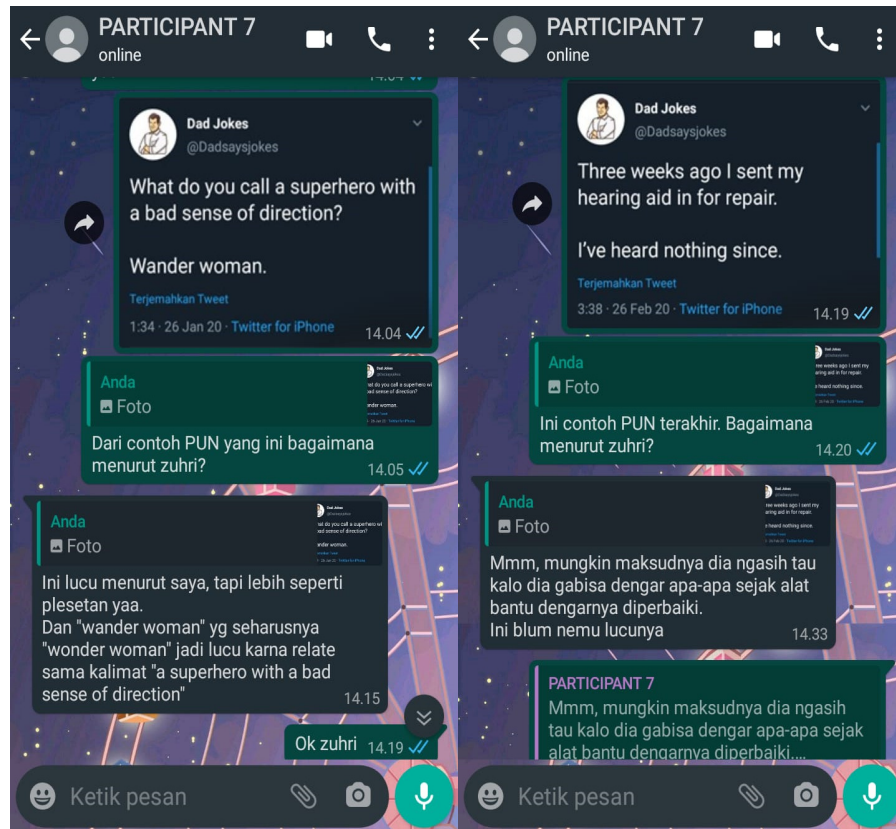 PARTICIPANT 7
online
14.04
Dad Jokes
@Dadsaysjokes
What do you call a superhero with
a bad sense of direction?
Wander woman.
Terjemahkan Tweet
1:34 · 26 Jan 20 · Twitter for iPhone
14.04
Anda
Foto
Dari contoh PUN yang ini bagaimana
menurut zuhri?
14.05
Anda
Foto
Ini lucu menurut saya, tapi lebih seperti
plesetan yaa.
Dan "wander woman" yg seharusnya
"wonder woman" jadi lucu karna relate
sama kalimat "a superhero with a bad
sense of direction"
14.15
Ok zuhri 14.19
Ketik pesan
PARTICIPANT 7
online
Dad Jokes
@Dadsaysjokes
Three weeks ago I sent my
hearing aid in for repair.
I've heard nothing since.
Terjemahkan Tweet
3:38 · 26 Feb 20 · Twitter for iPhone
14.19
Anda
Foto
Ini contoh PUN terakhir. Bagaimana
menurut zuhri?
14.20
Anda
Foto
Mmm, mungkin maksudnya dia ngasih tau
kalo dia gabisa dengar apa-apa sejak alat
bantu dengarnya diperbaiki.
Ini blum nemu lucunya
14.33
PARTICIPANT 7
Mmm, mungkin maksudnya dia ngasih
tau kalo dia gabisa dengar apa-apa sejak
alat bantu dengarnya diperbaiki....
Ketik pesan